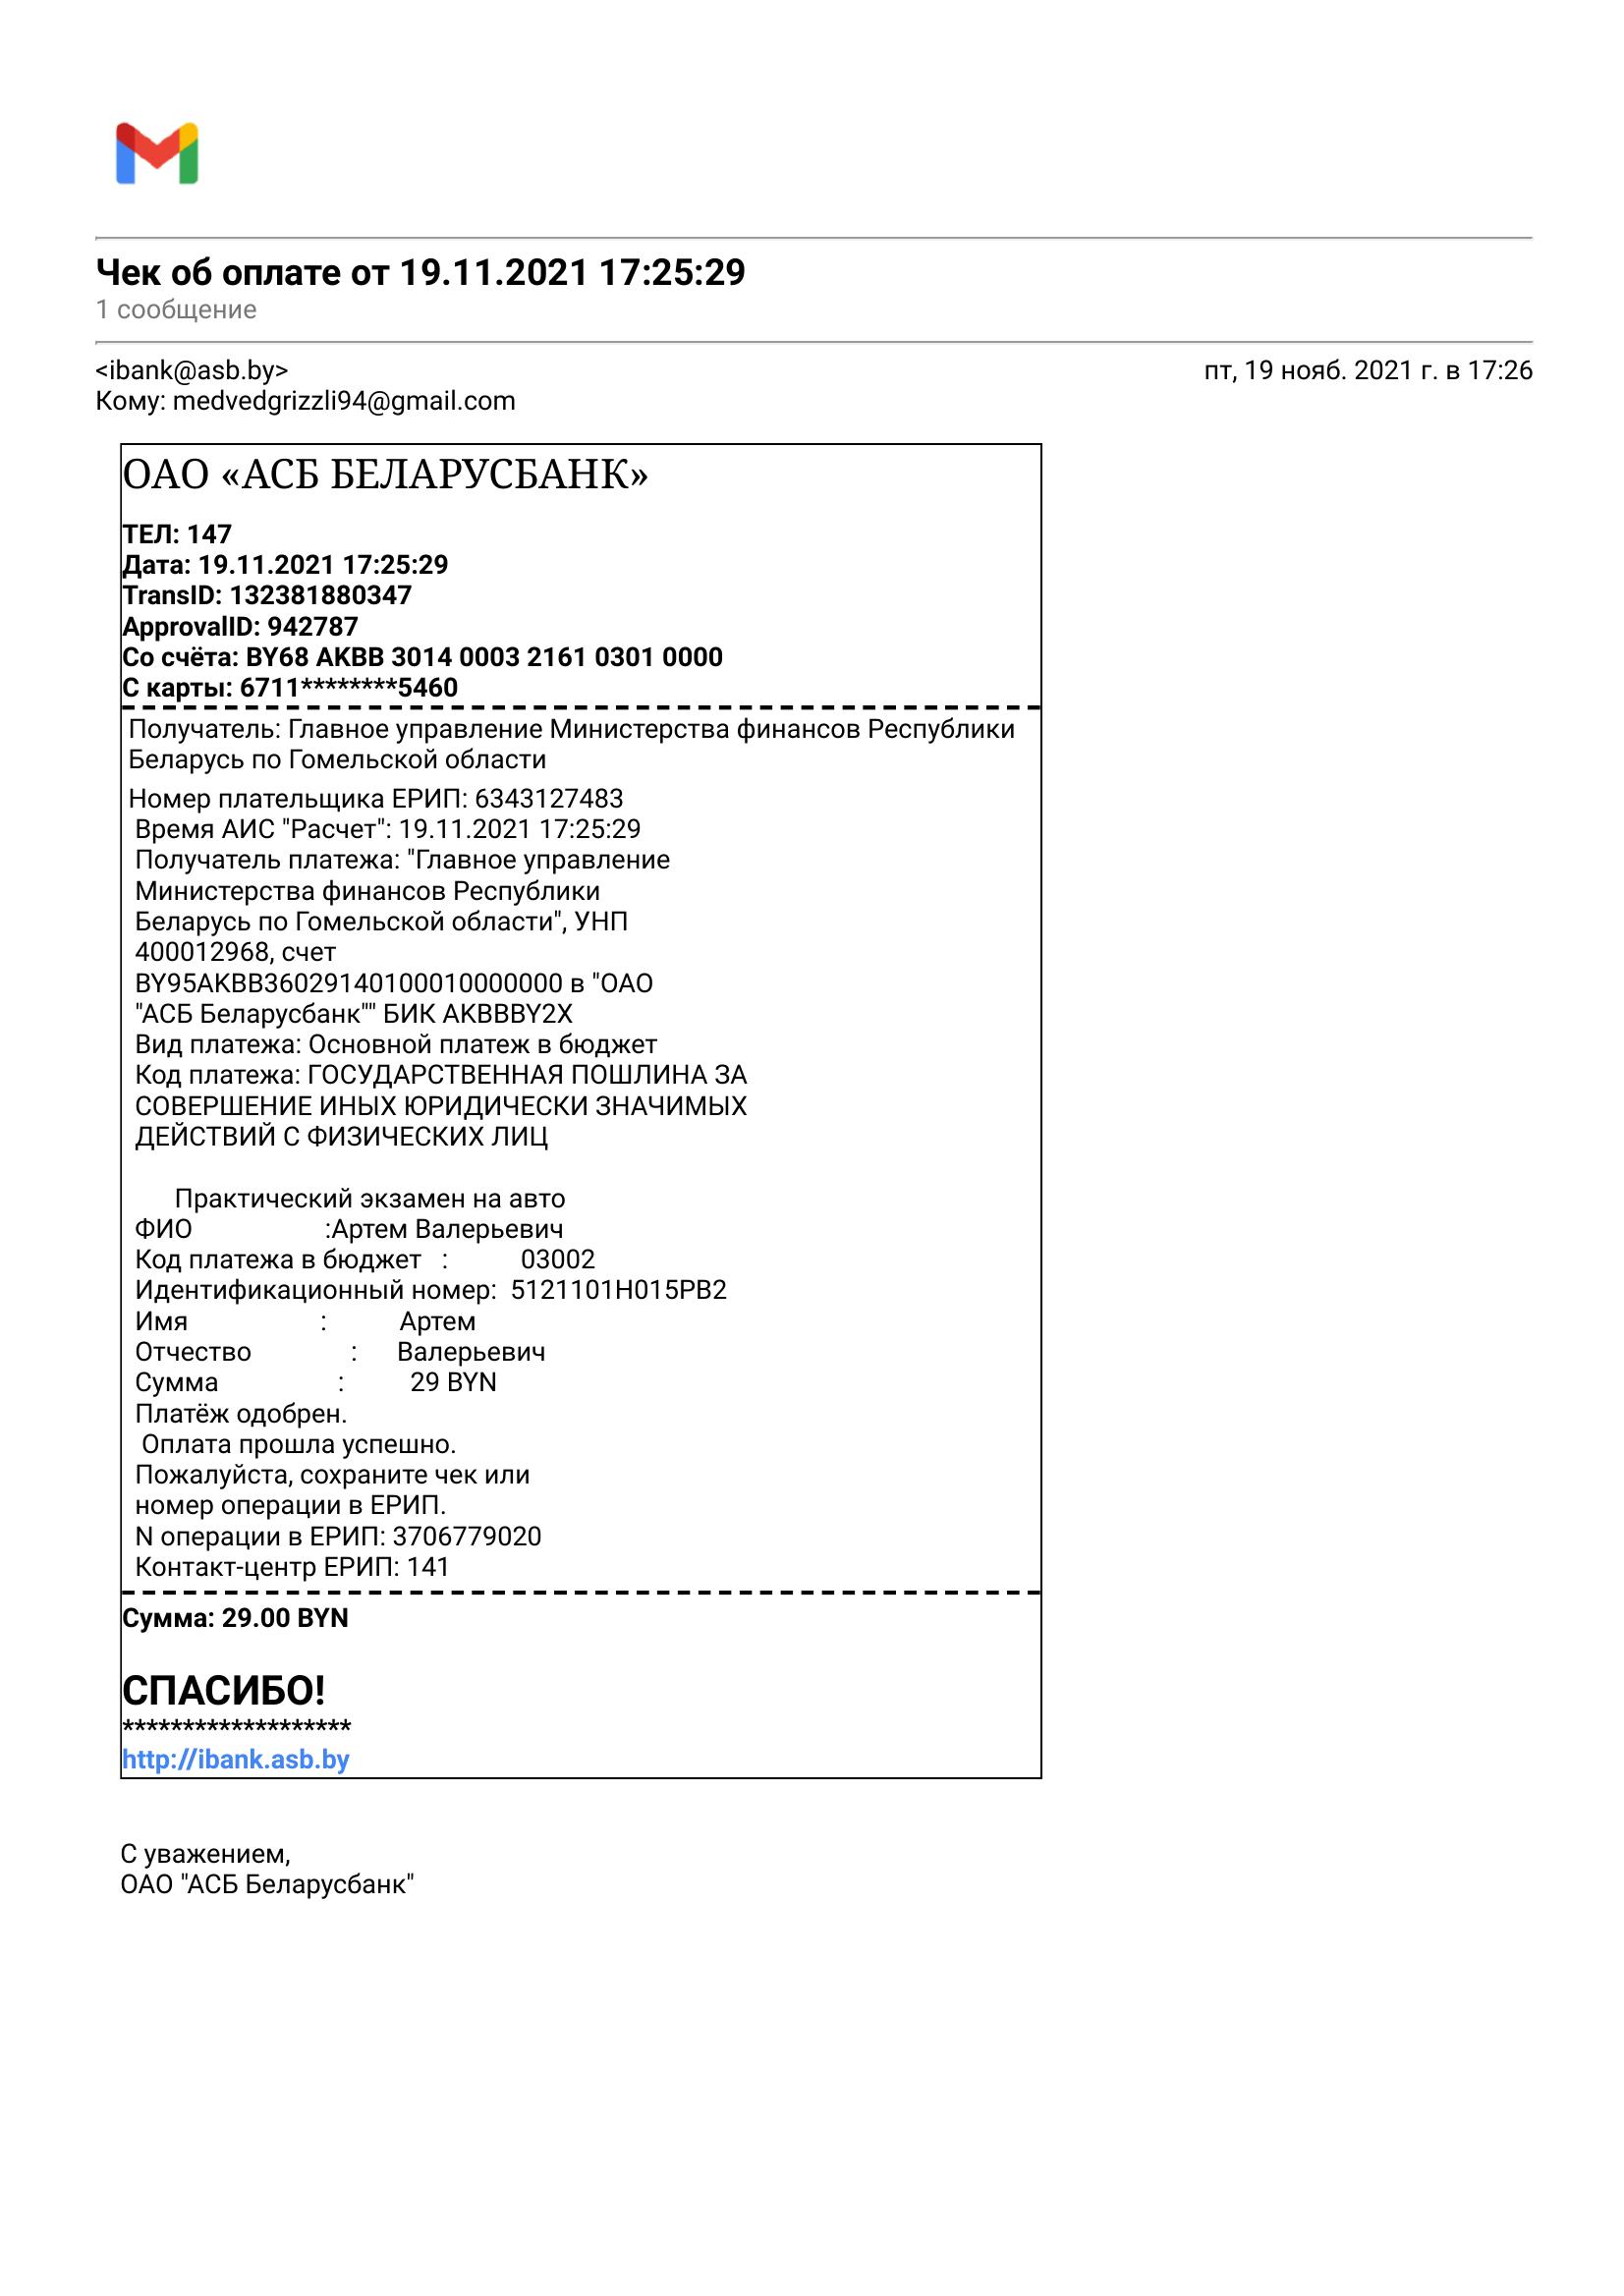 Чек об оплате от 19.11.2021 17:25:29
1 сообщение
<ibank@asb.by>
пт, 19 нояб. 2021 г. в 17:26
Кому: medvedgrizzli94@gmail.com
ОАО «АСБ БЕЛАРУСБАНК»
ТЕЛ: 147
Дата: 19.11.2021 17:25:29
TransID: 132381880347
ApprovalID: 942787
Со счёта: BY68 AKBB 3014 0003 2161 0301 0000
С карты: 6711********5460
Получатель: Главное управление Министерства финансов Республики
Беларусь по Гомельской области
Номер плательщика ЕРИП: 6343127483
Время АИС "Расчет": 19.11.2021 17:25:29
Получатель платежа: "Главное управление
Министерства финансов Республики
Беларусь по Гомельской области", УНП
400012968, счет
BY95AKBB36029140100010000000 в "ОАО
"АСБ Беларусбанк"" БИК AKBBBY2X
Вид платежа: Основной платеж в бюджет
Код платежа: ГОСУДАРСТВЕННАЯ ПОШЛИНА ЗА
СОВЕРШЕНИЕ ИНЫХ ЮРИДИЧЕСКИ ЗНАЧИМЫХ
ДЕЙСТВИЙ С ФИЗИЧЕСКИХ ЛИЦ
Практический экзамен на авто
ФИО :Артем Валерьевич
Код платежа в бюджет : 03002
Идентификационный номер: 5121101H015PB2
Имя : Артем
Отчество : Валерьевич
Сумма : 29 BYN
Платёж одобрен.
Оплата прошла успешно.
Пожалуйста, сохраните чек или
номер операции в ЕРИП.
N операции в ЕРИП: 3706779020
Контакт-центр ЕРИП: 141
Сумма: 29.00 BYN
СПАСИБО!
*******************
http://ibank.asb.by
С уважением,
ОАО "АСБ Беларусбанк"